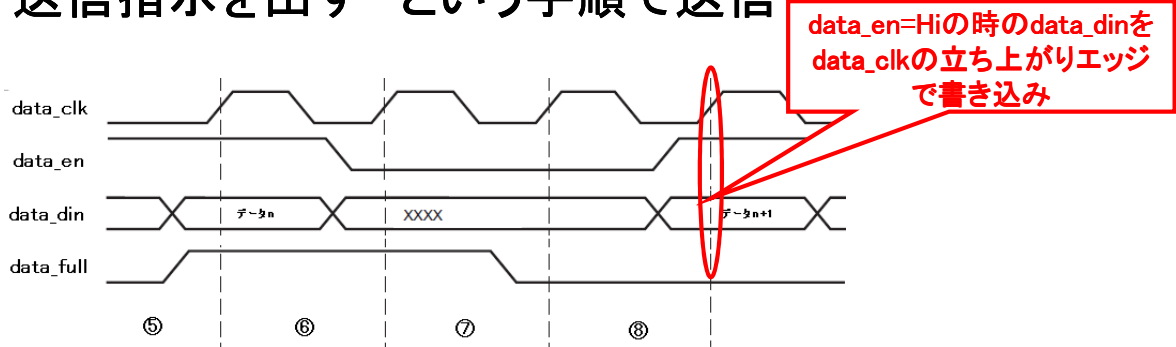 送信指示を出す" という手順で送信
data_en=Hiの時のdata_dinを
data_clkの立ち上がりエッジ
で書き込み
data_clk
data_en
data_din
データn
XXXX
データn+1
data_full
⑤
⑥
⑦
⑧